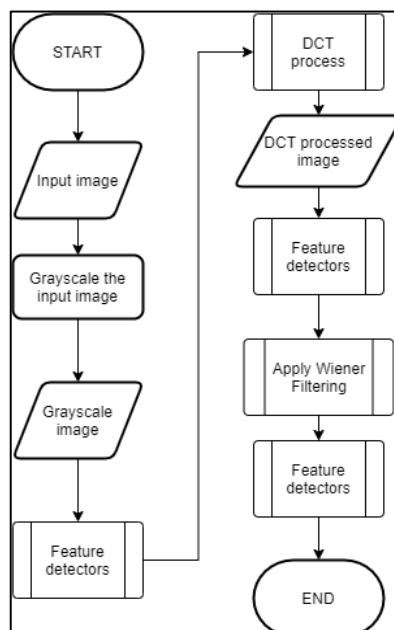 START
Input image
Grayscale the
input image
Grayscale
image
Feature
detectors
DCT
process
DCT processed
image
Feature
detectors
Apply Wiener
Filtering
Feature
detectors
END